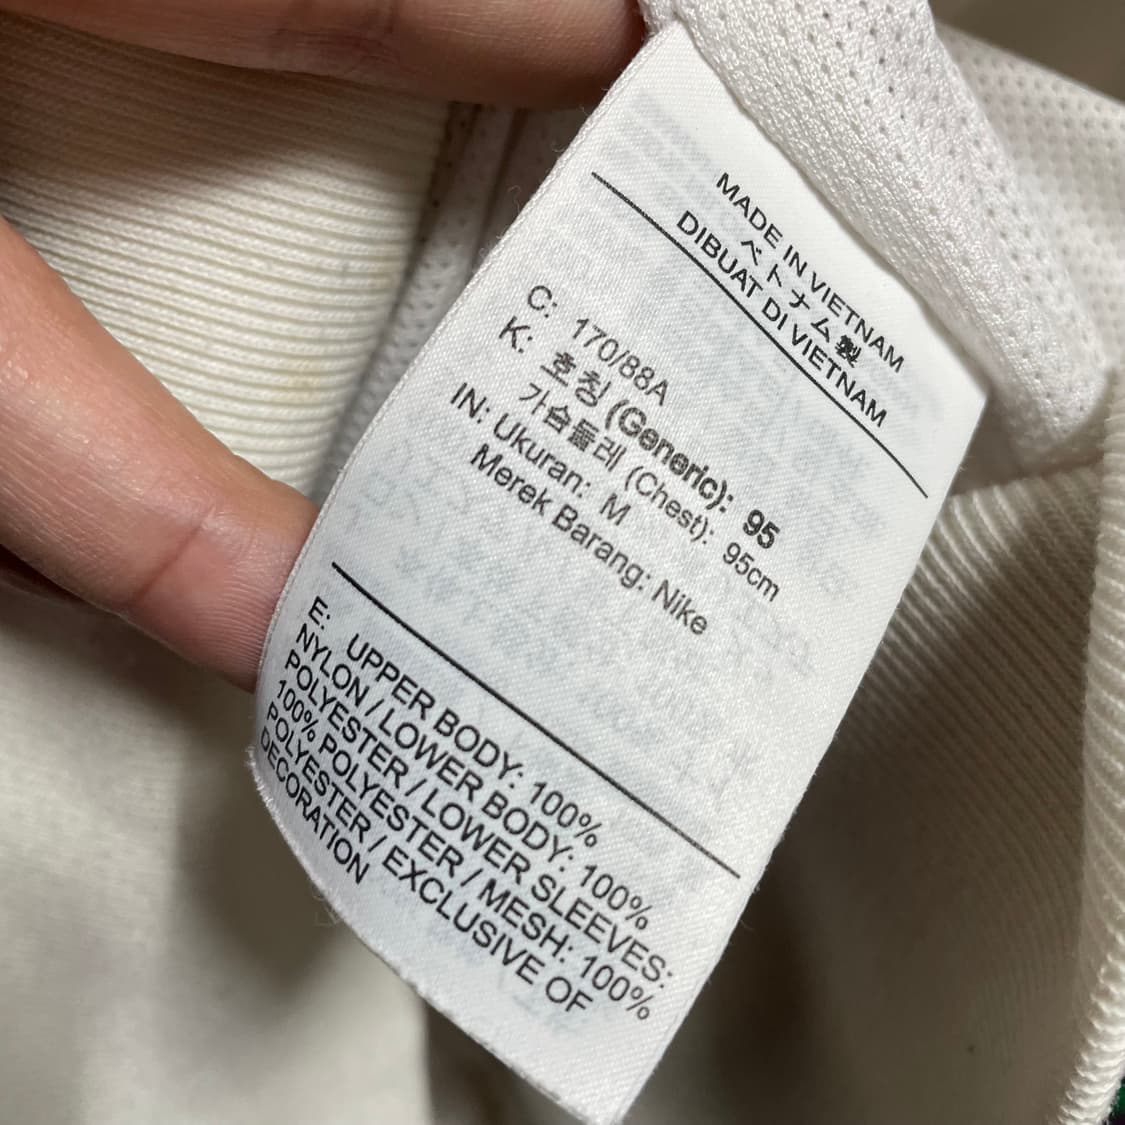 MADE IN VIETNAM
ベトナム製
DIBUAT DI VIETNAM
C: 170/88A
K: 호칭 (Generic): 95
가슴둘레 (Chest): 95cm
IN: Ukuran: M
Merek Barang: Nike
E: UPPER BODY: 100%
NYLON / LOWER BODY: 100%
POLYESTER / LOWER SLEEVES:
100% POLYESTER / MESH: 100%
POLYESTER / EXCLUSIVE OF
DECORATION